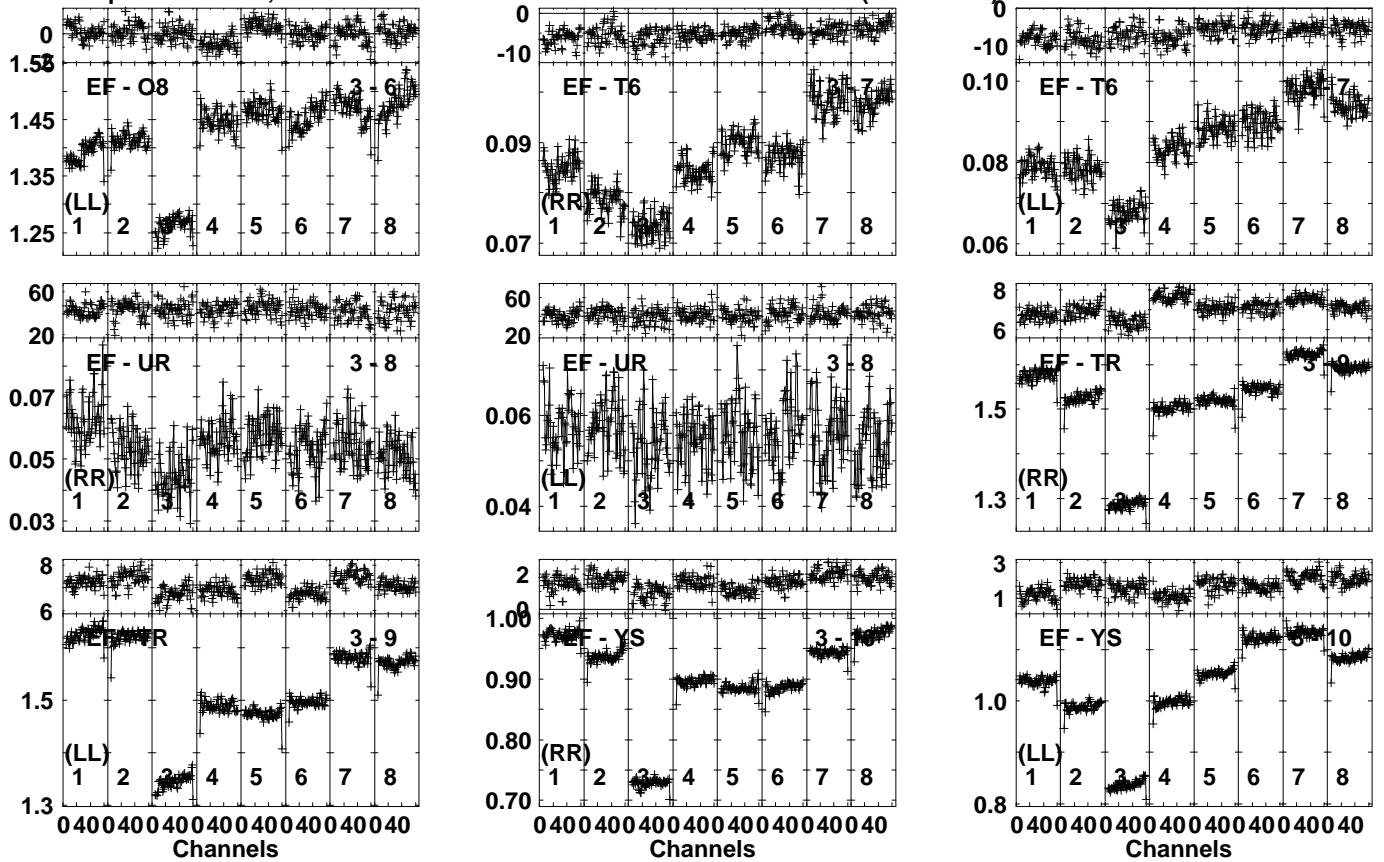 0 0 0
5 -10 -10
1.55 EF - O8 3 - 6 EF - T6 3 - 7 0.10 EF - T6 3 - 7
1.45 0.09 0.08
1.35
(LL) (RR) (LL)
1.25 1 2 3 4 5 6 7 8 0.07 1 2 3 4 5 6 7 8 0.06 1 2 3 4 5 6 7 8
60 60 8
20 20 6
EF - UR 3 - 8 EF - UR 3 - 8 EF - TR 3 - 9
0.07 0.06 1.5
0.05
(RR) (LL) (RR)
0.03 1 2 3 4 5 6 7 8 0.04 1 2 3 4 5 6 7 8 1.3 1 2 3 4 5 6 7 8
8 2 3
6 0 1
EF - TR 3 - 9 1.00 EF - YS 3 - 10 EF - YS 3 - 10
1.5 0.90 1.0
0.80
(LL) (RR) (LL)
1 2 3 4 5 6 7 8 1 2 3 4 5 6 7 8 1 2 3 4 5 6 7 8
1.3 0.70 0.8
0 40 0 40 0 40 0 40 0 40 0 40 0 40 0 40 0 40 0 40 0 40 0 40 0 40 0 40 0 40 0 40 0 40 0 40 0 40 0 40 0 40 0 40 0 40 0 40
Channels Channels Channels